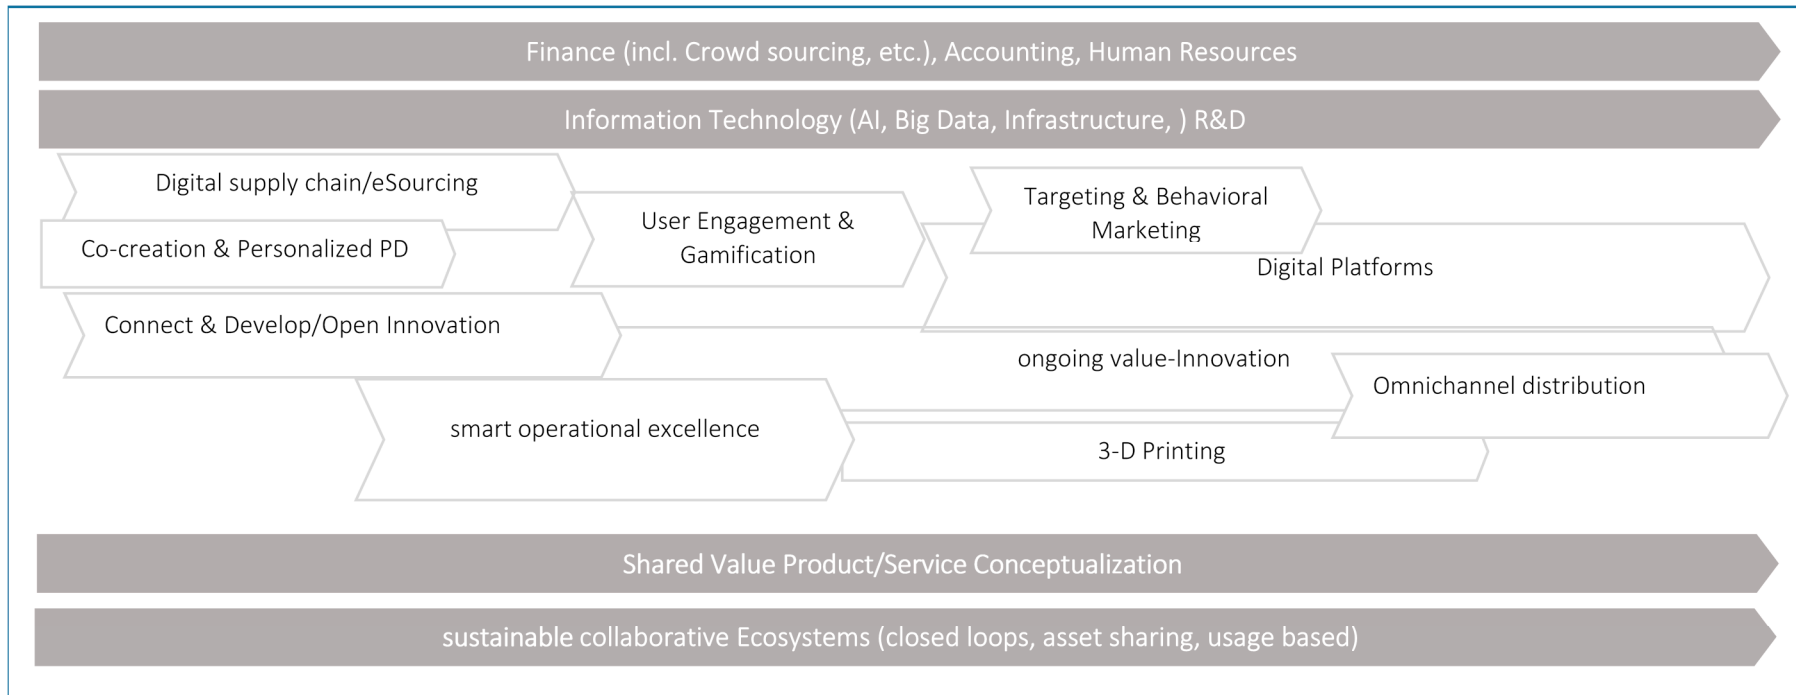 Finance (incl. Crowd sourcing, etc.), Accounting, Human Resources
Information Technology (AI, Big Data, Infrastructure, ) R&D
Digital supply chain/eSourcing
Co-creation & Personalized PD
Connect & Develop/Open Innovation
User Engagement &
Gamification
Targeting & Behavioral
Marketing
Digital Platforms
ongoing value-Innovation
Omnichannel distribution
smart operational excellence
3-D Printing
Shared Value Product/Service Conceptualization
sustainable collaborative Ecosystems (closed loops, asset sharing, usage based)